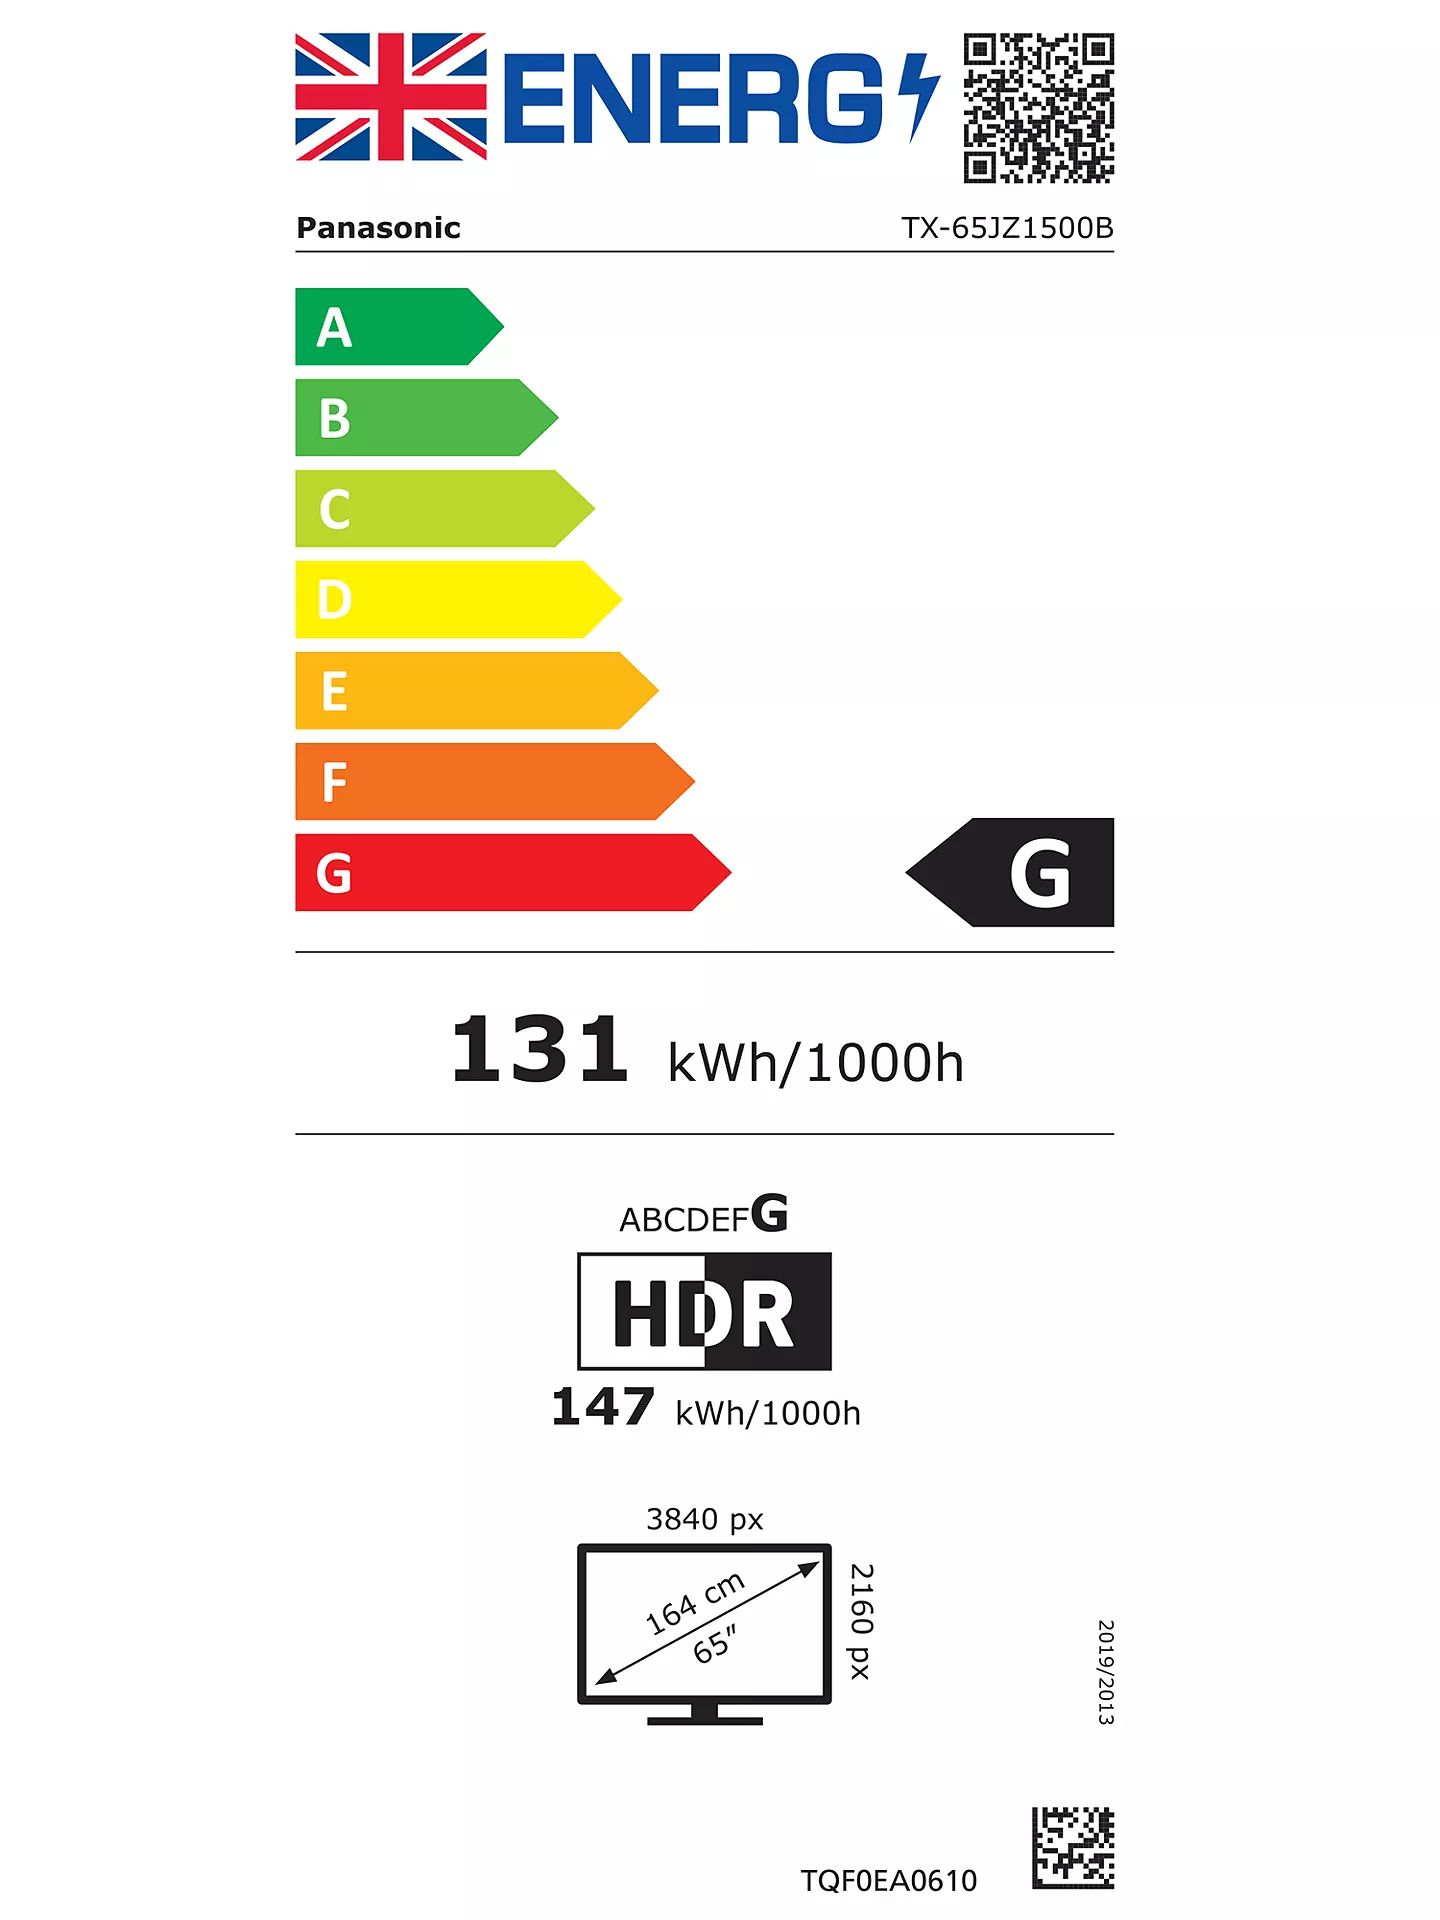 ENERG
Panasonic
TX-65JZ1500B
A
B
C
D
E
F
G
G
131 kWh/1000h
ABCDEFG
HDR
147 kWh/1000h
3840 px
164 cm
65″
2160 px
2019/2013
TQF0EA0610